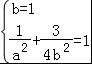 b=1
1/a² + 3/4b² =1